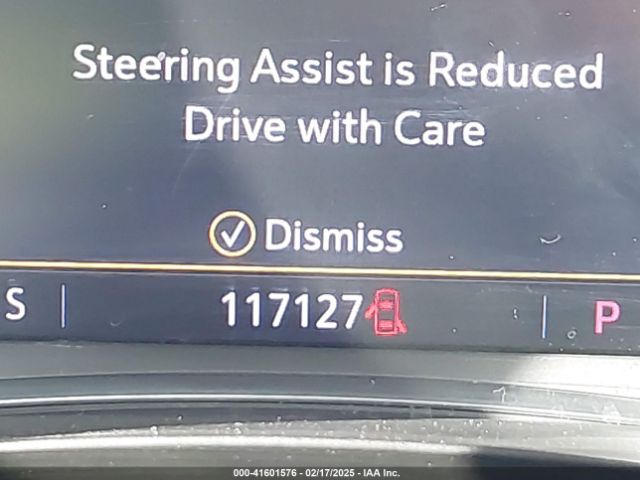 Steering Assist is Reduced
Drive with Care
Dismiss
S 117127 P
000-41601576 - 02/17/2025 - IAA Inc.